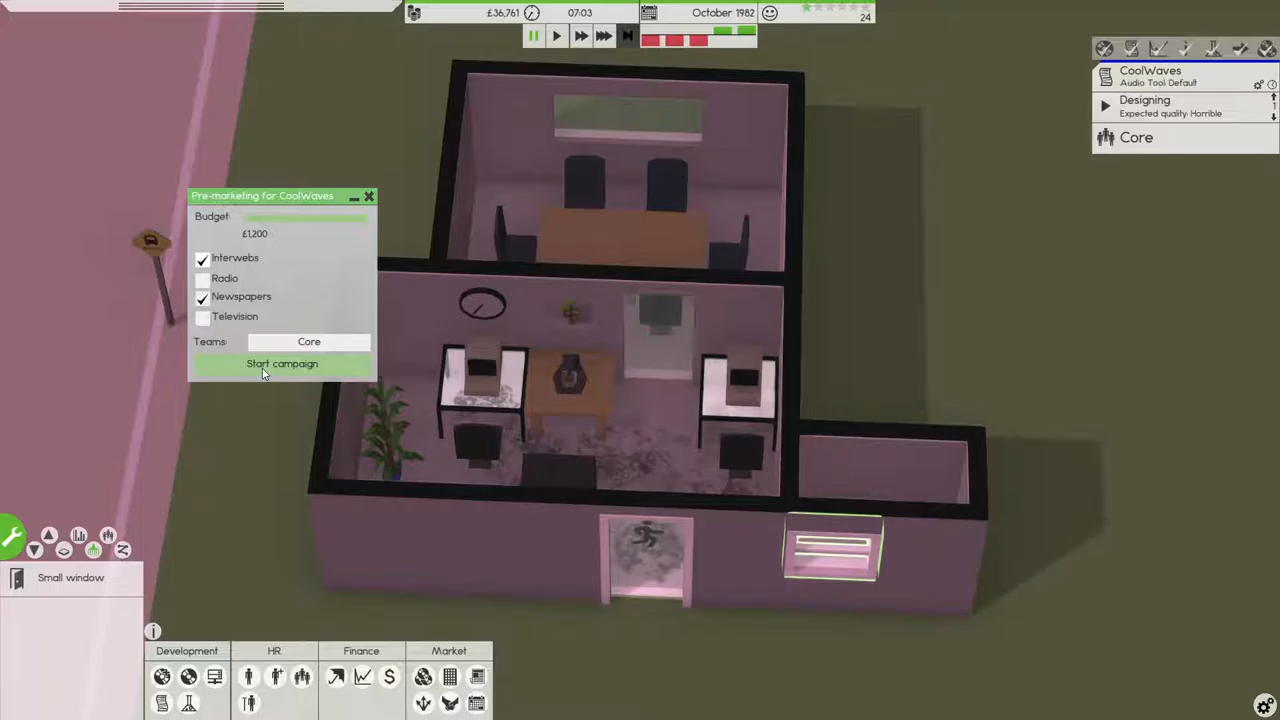 £36,761
07:03
October 1982
24
CoolWaves
Audio Tool Default
Designing
Expected quality: Horrible
1
Core
Pre-marketing for CoolWaves
Budget:
£1,200
Interwebs
Radio
Newspapers
Television
Teams:
Core
Start campaign
Small window
Development
HR
Finance
Market